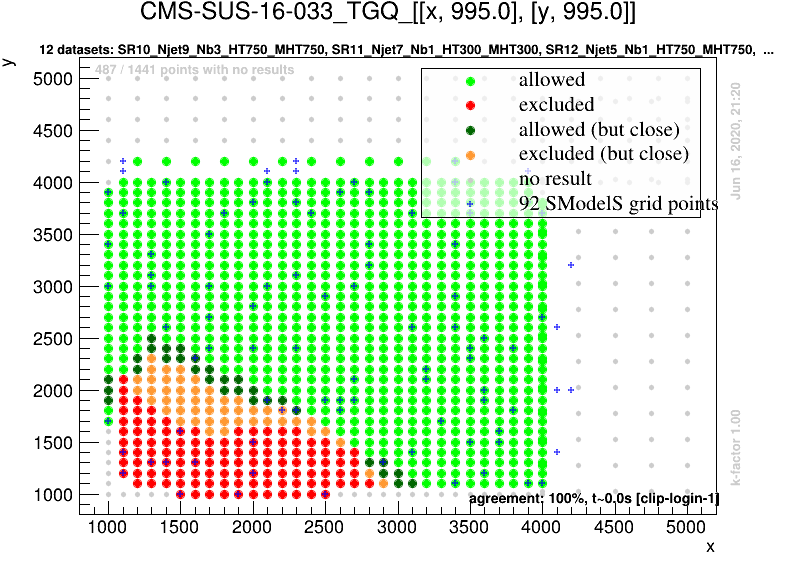 CMS-SUS-16-033_TGQ_[[x, 995.0], [y, 995.0]]
12 datasets: SR10_Njet9_Nb3_HT750_MHT750, SR11_Njet7_Nb1_HT300_MHT300, SR12_Njet5_Nb1_HT750_MHT750, ...
y
487 / 1441 points with no results
allowed
excluded
allowed (but close)
excluded (but close)
no result
92 SModelS grid points
Jun 16, 2020, 21:20
k-factor 1.00
5000
4500
4000
3500
3000
2500
2000
1500
1000
agreement: 100%, t~0.0s [clip-login-1]
1000 1500 2000 2500 3000 3500 4000 4500 5000
x